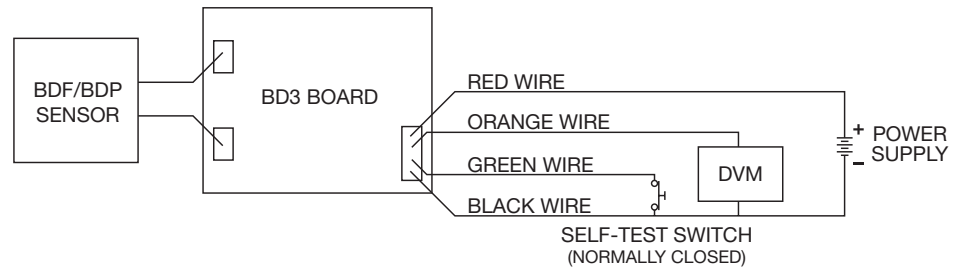 BDF/BDP
SENSOR
BD3 BOARD
RED WIRE
ORANGE WIRE
GREEN WIRE
BLACK WIRE
DVM
+
POWER
SUPPLY
–
SELF-TEST SWITCH
(NORMALLY CLOSED)